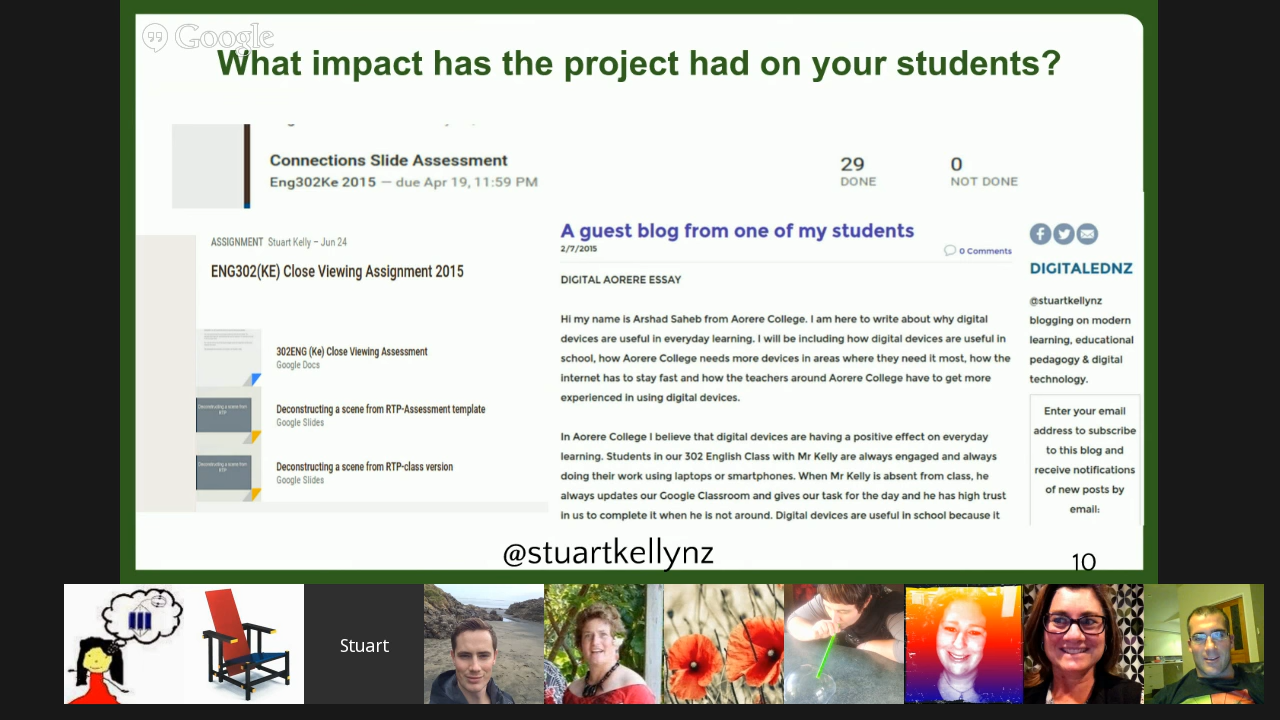 Google
What impact has the project had on your students?
Connections Slide Assessment
Eng302Ke 2015 — due Apr 19, 11:59 PM
29
DONE
0
NOT DONE
ASSIGNMENT Stuart Kelly – Jun 24
ENG302(KE) Close Viewing Assignment 2015
302ENG (Ke) Close Viewing Assessment
Google Docs
Deconstructing a scene from RTP-Assessment template
Google Slides
Deconstructing a scene from RTP-class version
Google Slides
A guest blog from one of my students
2/7/2015
0 Comments
DIGITAL AORERE ESSAY
Hi my name is Arshad Saheb from Aorere College. I am here to write about why digital
devices are useful in everyday learning. I will be including how digital devices are useful in
school, how Aorere College needs more devices in areas where they need it most, how the
internet has to stay fast and how the teachers around Aorere College have to get more
experienced in using digital devices.
In Aorere College I believe that digital devices are having a positive effect on everyday
learning. Students in our 302 English Class with Mr Kelly are always engaged and always
doing their work using laptops or smartphones. When Mr Kelly is absent from class, he
always updates our Google Classroom and gives our task for the day and he has high trust
in us to complete it when he is not around. Digital devices are useful in school because it
DIGITALEDNZ
@stuartkellynz
blogging on modern
learning, educational
pedagogy & digital
technology.
Enter your email
address to subscribe
to this blog and
receive notifications
of new posts by
email:
@stuartkellynz
10
Stuart